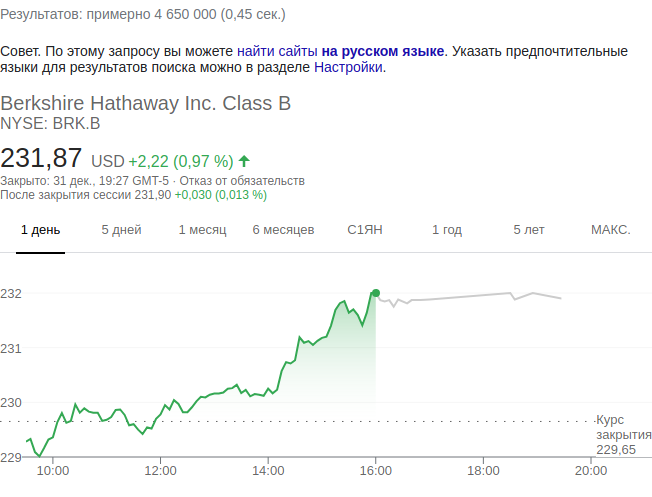 Результатов: примерно 4 650 000 (0,45 сек.)
Совет. По этому запросу вы можете найти сайты на русском языке. Указать предпочтительные
языки для результатов поиска можно в разделе Настройки.
Berkshire Hathaway Inc. Class B
NYSE: BRK.B
231,87 USD +2,22 (0,97 %)
Закрыто: 31 дек., 19:27 GMT-5 · Отказ от обязательств
После закрытия сессии 231,90 +0,030 (0,013 %)
1 день 5 дней 1 месяц 6 месяцев С1ЯН 1 год 5 лет МАКС.
232
231
230
Курс
закрытия
229,65
229
10:00 12:00 14:00 16:00 18:00 20:00